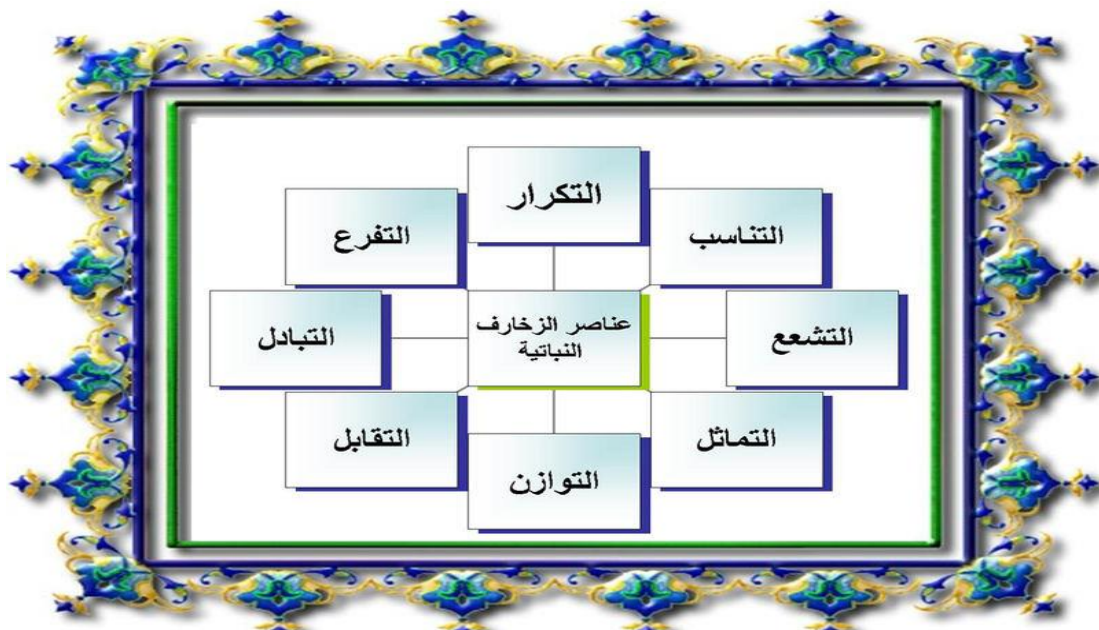 عناصر الزخارف
النباتية
التكرار
التناسب
التشعع
التماثل
التوازن
التقابل
التبادل
التفرع